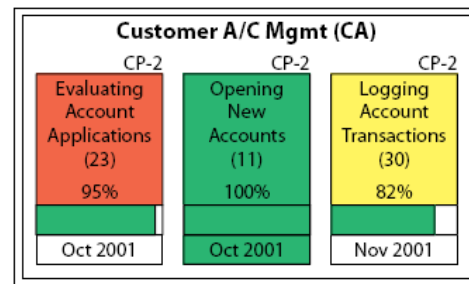 Customer A/C Mgmt (CA)
CP-2
Evaluating
Account
Applications
(23)
95%
Oct 2001
CP-2
Opening
New
Accounts
(11)
100%
Oct 2001
CP-2
Logging
Account
Transactions
(30)
82%
Nov 2001